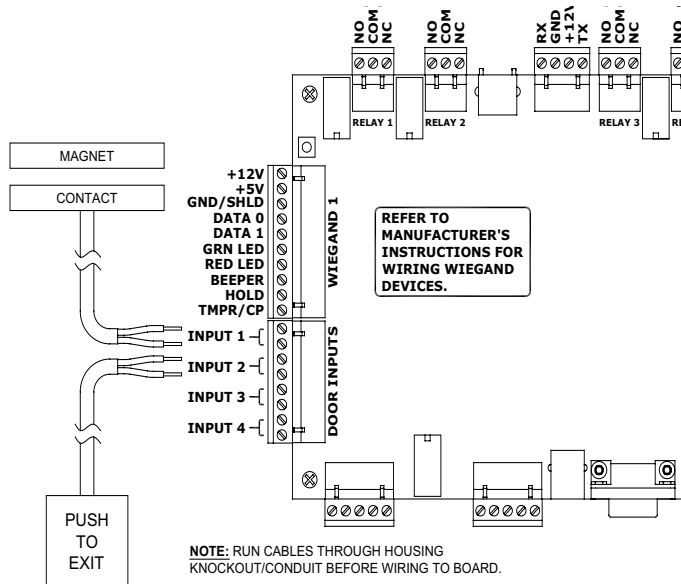 NO
COM
NC
NO
COM
NC
RX
GND
+12V
TX
NO
COM
NC
NO
RELAY 1
RELAY 2
RELAY 3
MAGNET
CONTACT
+12V
+5V
GND/SHLD
DATA 0
DATA 1
GRN LED
RED LED
BEEPER
HOLD
TMPR/CP
WIEGAND 1
REFER TO
MANUFACTURER'S
INSTRUCTIONS FOR
WIRING WIEGAND
DEVICES.
INPUT 1
INPUT 2
INPUT 3
INPUT 4
DOOR INPUTS
PUSH
TO
EXIT
NOTE: RUN CABLES THROUGH HOUSING
KNOCKOUT/CONDUIT BEFORE WIRING TO BOARD.